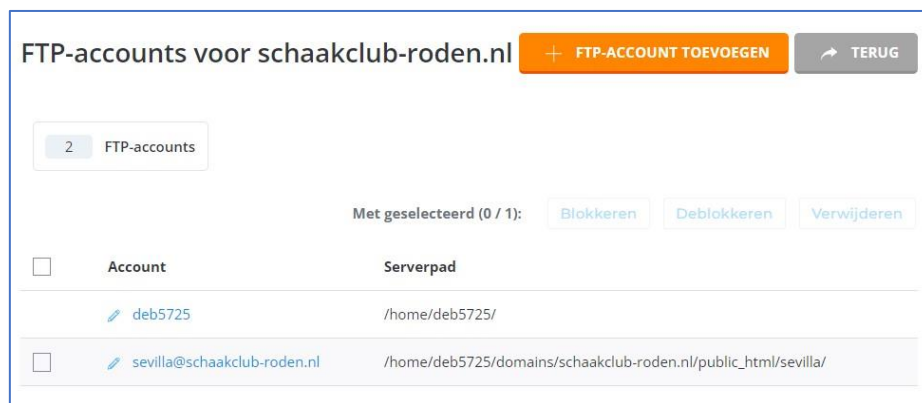 FTP-accounts voor schaakclub-roden.nl + FTP-ACCOUNT TOEVOEGEN TERUG
2 FTP-accounts
Met geselecteerd (0 / 1): Blokkeren Deblokkeren Verwijderen
Account Serverpad
deb5725 /home/deb5725/
sevilla@schaakclub-roden.nl /home/deb5725/domains/schaakclub-roden.nl/public_html/sevilla/